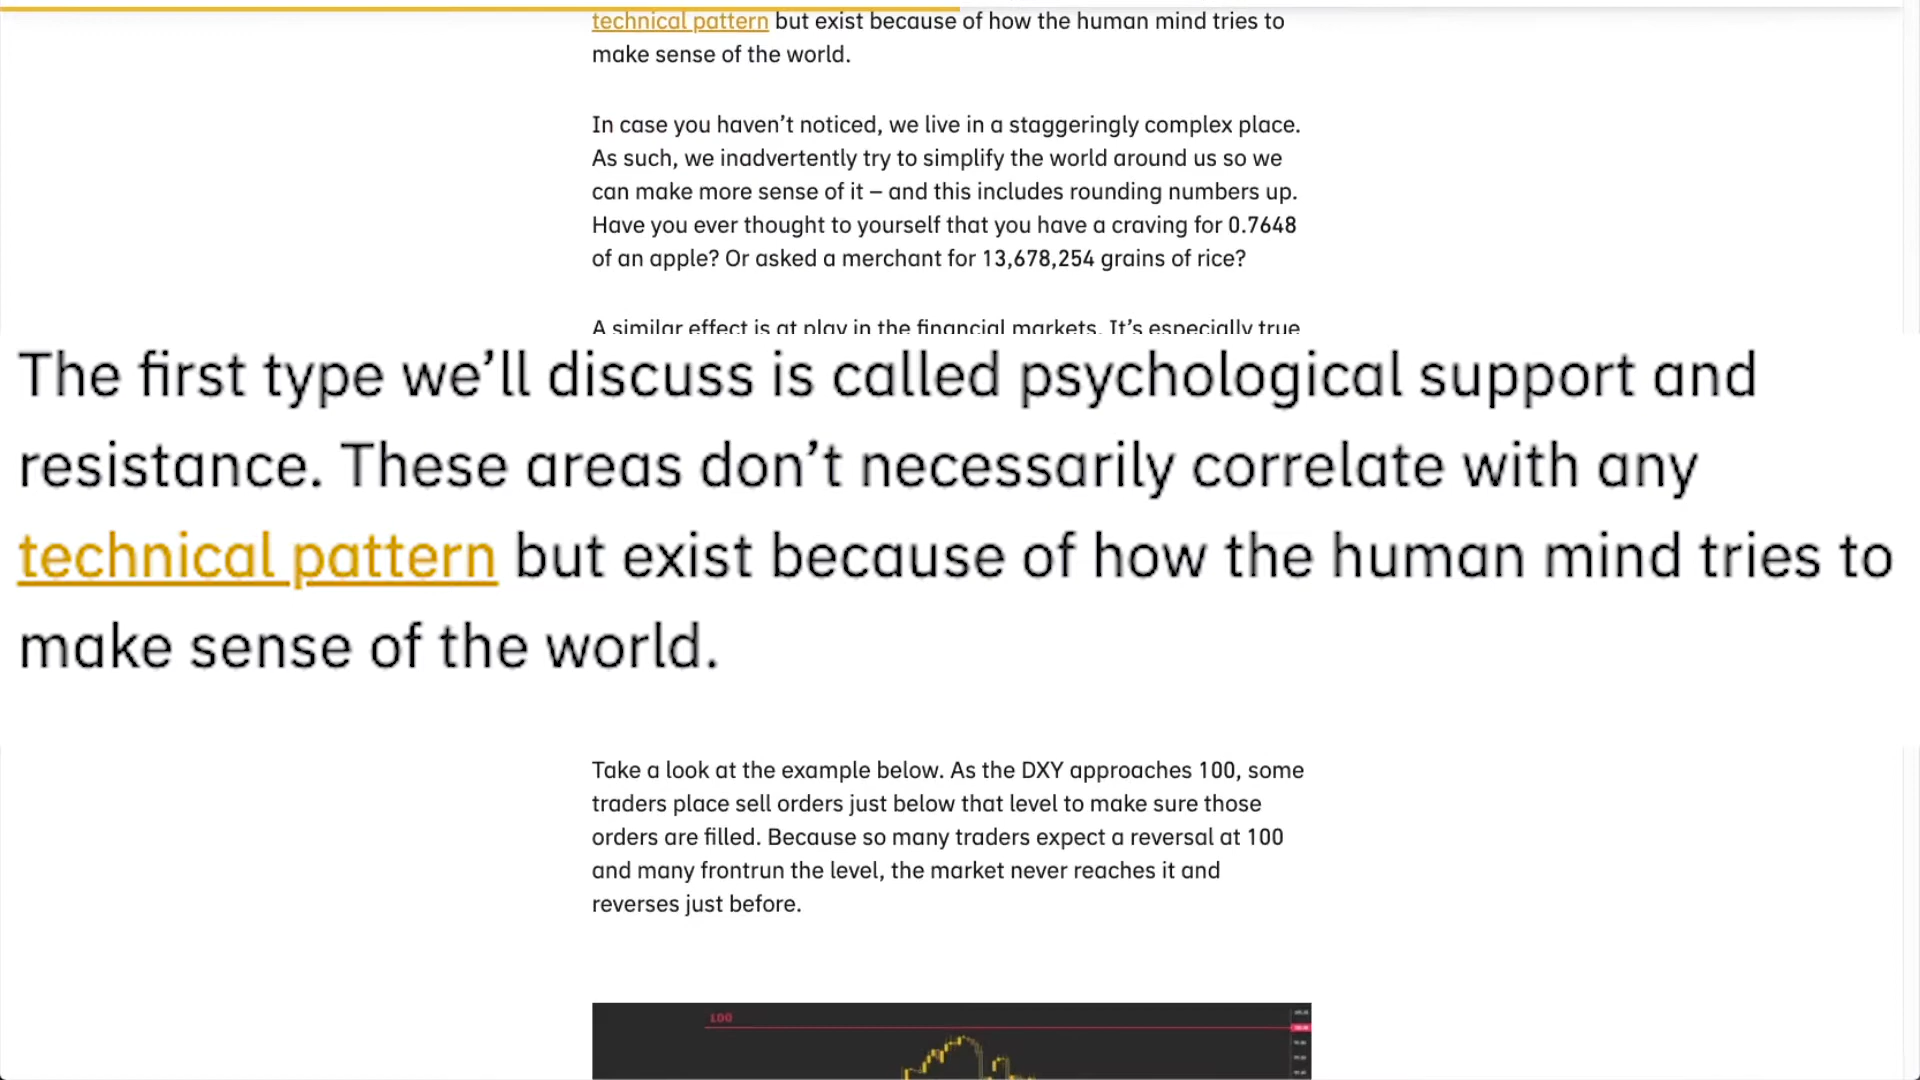 technical pattern but exist because of how the human mind tries to
make sense of the world.
In case you haven’t noticed, we live in a staggeringly complex place.
As such, we inadvertently try to simplify the world around us so we
can make more sense of it – and this includes rounding numbers up.
Have you ever thought to yourself that you have a craving for 0.7648
of an apple? Or asked a merchant for 13,678,254 grains of rice?
A similar effect is at play in the financial markets. It’s especially true
The first type we’ll discuss is called psychological support and
resistance. These areas don’t necessarily correlate with any
technical pattern but exist because of how the human mind tries to
make sense of the world.
Take a look at the example below. As the DXY approaches 100, some
traders place sell orders just below that level to make sure those
orders are filled. Because so many traders expect a reversal at 100
and many frontrun the level, the market never reaches it and
reverses just before.
100